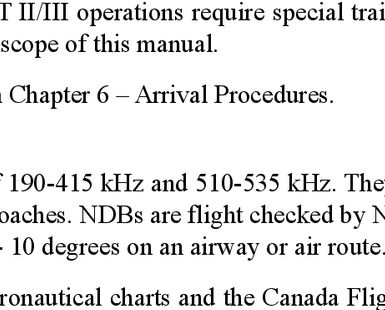 T II/III operations require special trai
scope of this manual.
Chapter 6 – Arrival Procedures.
190-415 kHz and 510-535 kHz. They
oaches. NDBs are flight checked by N
- 10 degrees on an airway or air route.
ronautical charts and the Canada Flig